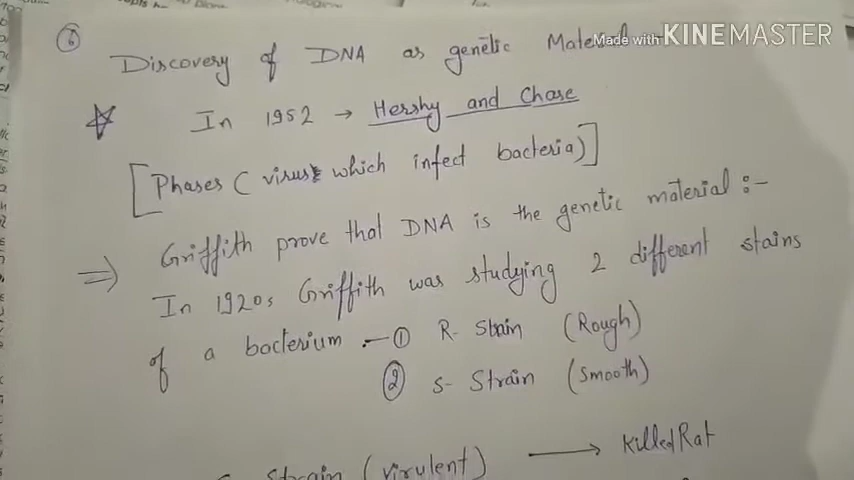 6
Discovery of DNA as genetic
Made with KINEMASTER
In 1952 → Hershy and Chase
[Phases (virus which infect bacteria)]
⇒ Griffith prove that DNA is the genetic material :-
In 1920s Griffith was studying 2 different stains
of a bacterium - ① R- Strain (Rough)
② S- Strain (Smooth)
Strain (virulent) → Killed Rat